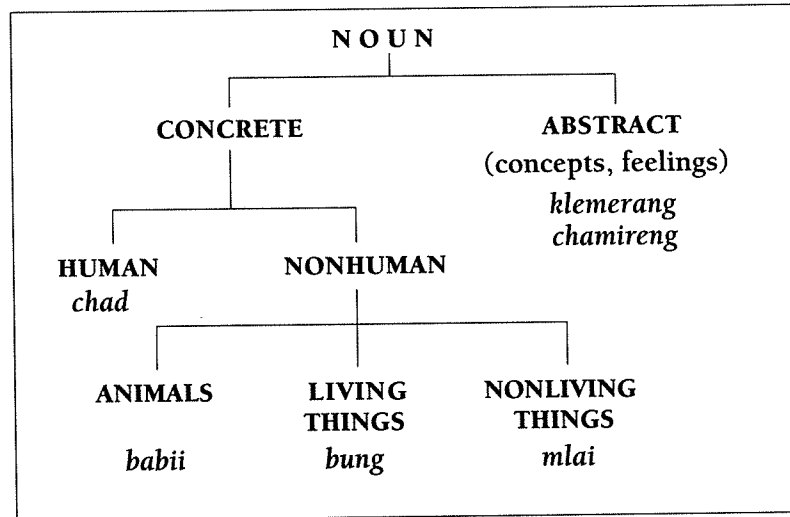 NOUN
CONCRETE
ABSTRACT
(concepts, feelings)
klemerang
chamireng
HUMAN
chad
NONHUMAN
ANIMALS
babii
LIVING
THINGS
bung
NONLIVING
THINGS
mlai